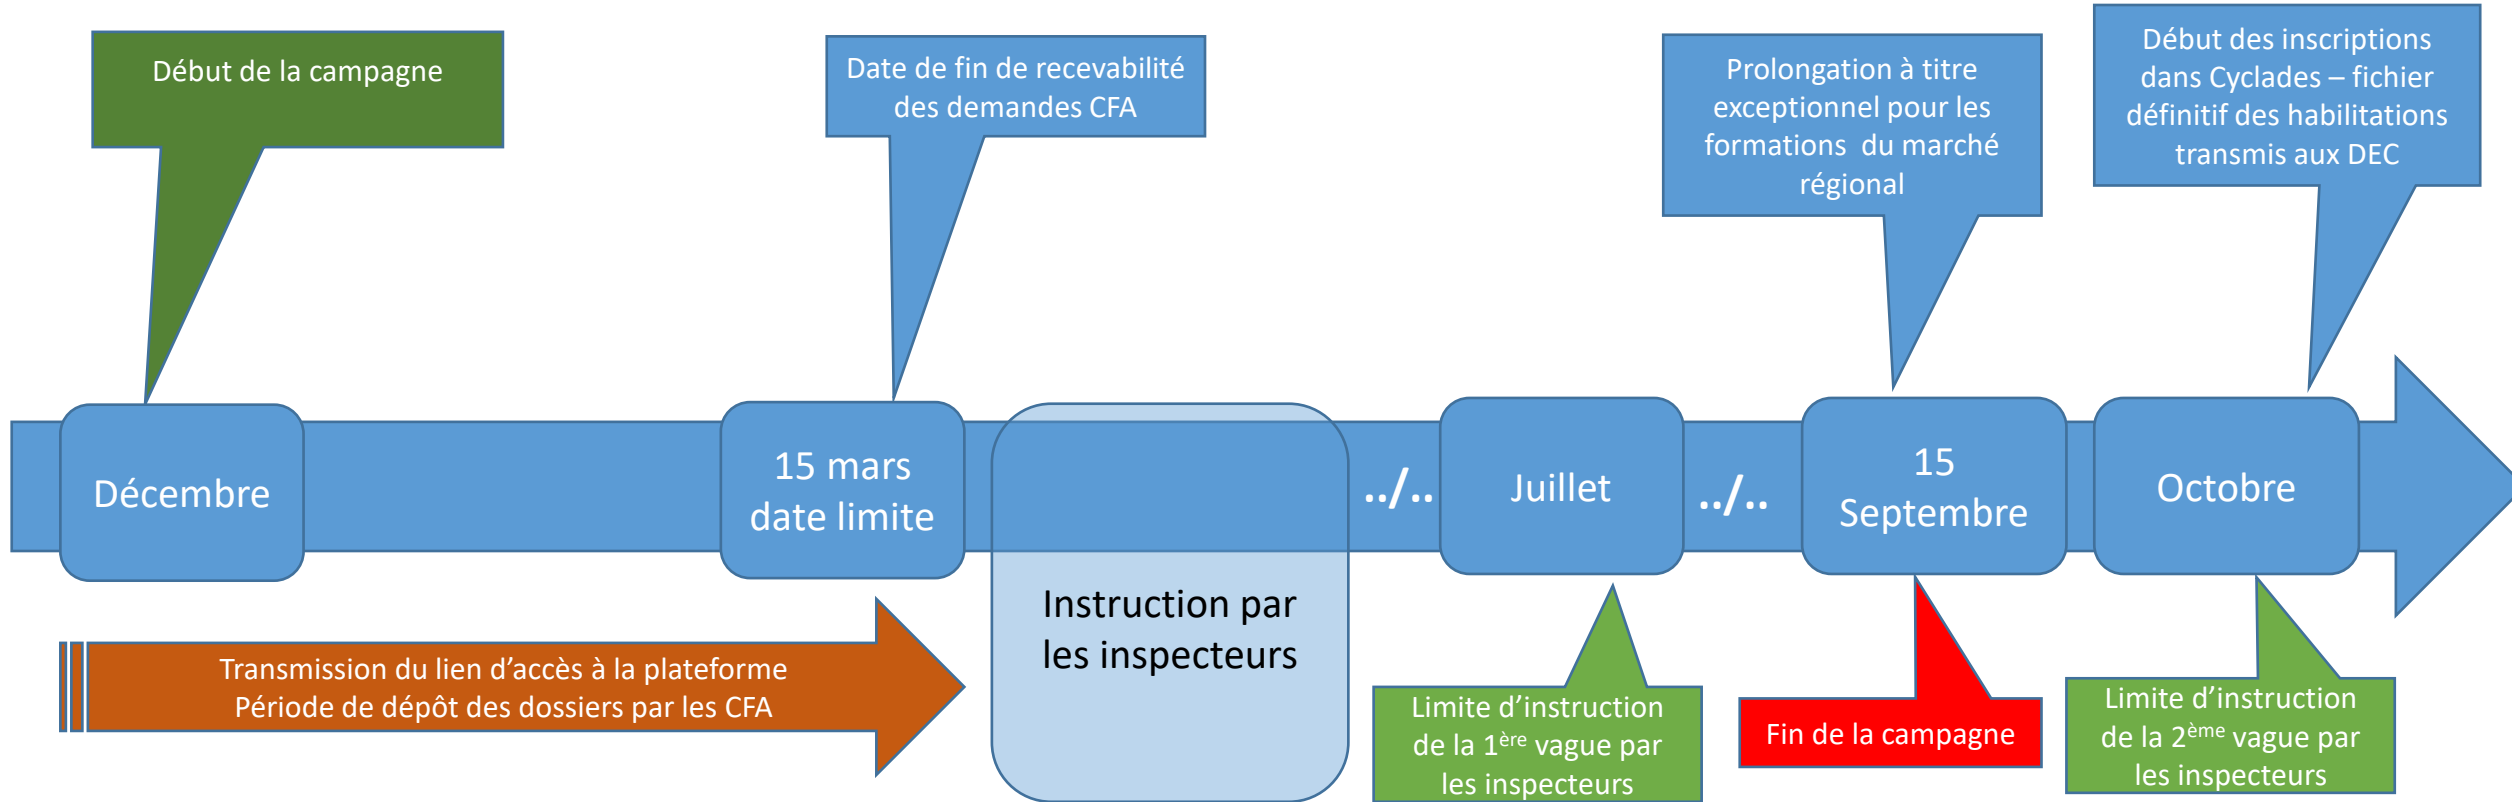 Début de la campagne
Date de fin de recevabilité
des demandes CFA
Prolongation à titre
exceptionnel pour les
formations du marché
régional
Début des inscriptions
dans Cyclades – fichier
définitif des habilitations
transmis aux DEC
Décembre
15 mars
date limite
../..
Juillet
../..
15
Septembre
Octobre
Instruction par
les inspecteurs
Transmission du lien d’accès à la plateforme
Période de dépôt des dossiers par les CFA
Limite d’instruction
de la 1ère vague par
les inspecteurs
Fin de la campagne
Limite d’instruction
de la 2ème vague par
les inspecteurs